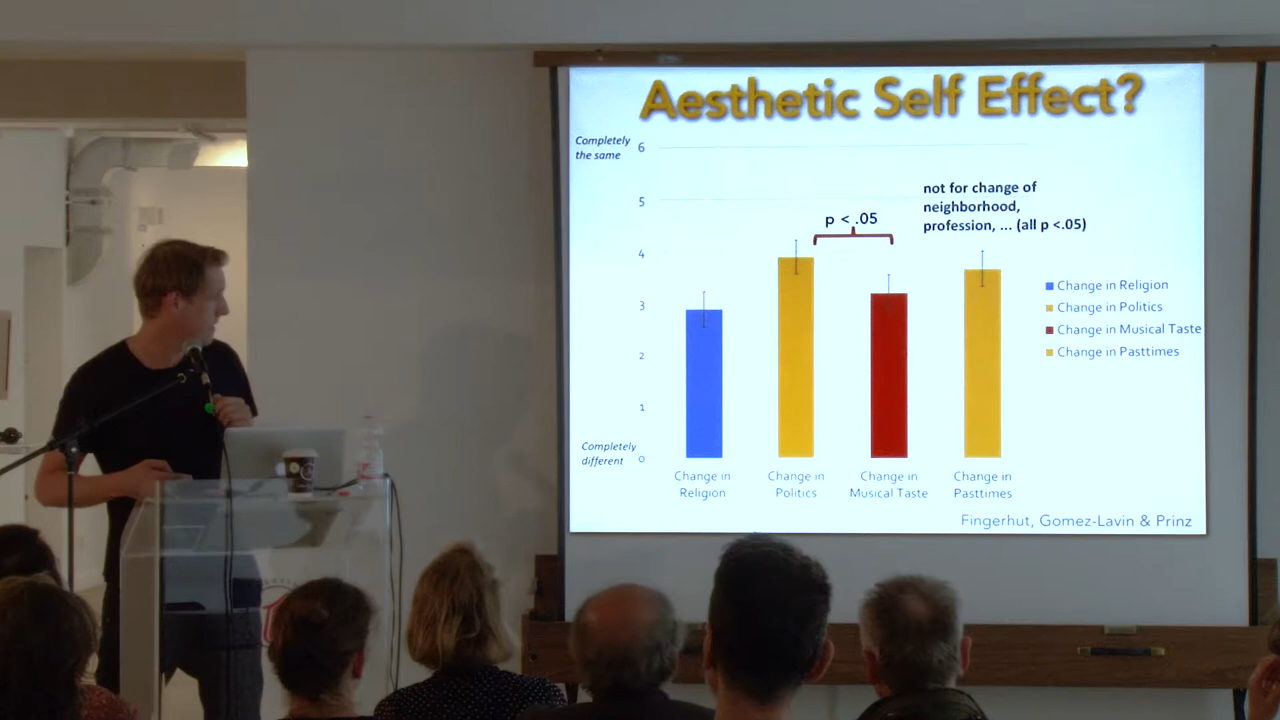 Aesthetic Self Effect?
Completely
the same
6
5
4
3
2
1
0
Completely
different
not for change of
neighborhood,
profession, ... (all p <.05)
p < .05
Change in Religion
Change in Politics
Change in Musical Taste
Change in Pasttimes
Change in
Religion
Change in
Politics
Change in
Musical Taste
Change in
Pasttimes
Fingerhut, Gomez-Lavin & Prinz